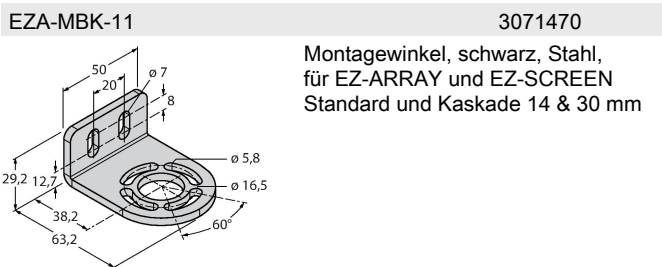 EZA-MBK-11 3071470
Montagewinkel, schwarz, Stahl,
für EZ-ARRAY und EZ-SCREEN
Standard und Kaskade 14 & 30 mm
50
20
ø 7
8
ø 5,8
29,2
12,7
ø 16,5
38,2
60°
63,2